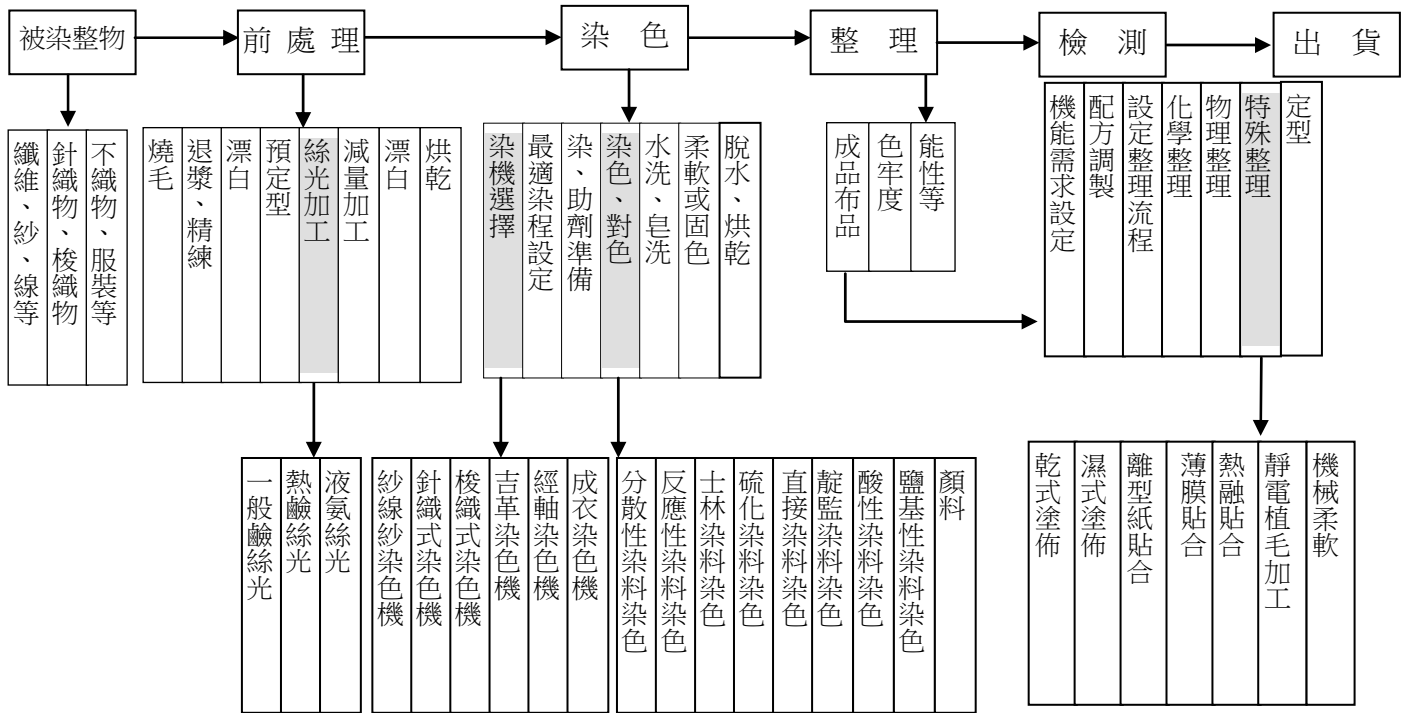 被染整物
前處理
染色
整理
檢測
出貨
纖維、紗、線等
針織物、梭織物
不織物、服裝等
燒毛
退漿、精練
漂白
預定型
絲光加工
減量加工
漂白
烘乾
染機選擇
最適染程設定
染、助劑準備
染色、對色
水洗、皂洗
柔軟或固色
脫水、烘乾
成品布品
色牢度
能性等
機能需求設定
配方調製
設定整理流程
化學整理
物理整理
特殊整理
定型
一般鹼絲光
熱鹼絲光
液氨絲光
紗線紗染色機
針織式染色機
梭織式染色機
吉革染色機
經軸染色機
成衣染色機
分散性染料染色
反應性染料染色
士林染料染色
硫化染料染色
直接染料染色
靛監染料染色
酸性染料染色
鹽基性染料染色
顏料
乾式塗佈
濕式塗佈
離型紙貼合
薄膜貼合
熱融貼合
靜電植毛加工
機械柔軟